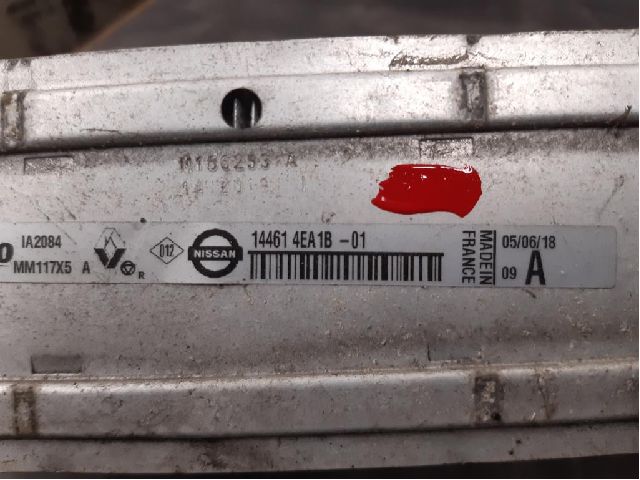 IA2084
MM117X5 A
R
012
NISSAN
14461 4EA1B -01
MADE IN
FRANCE
05/06/18
09 A